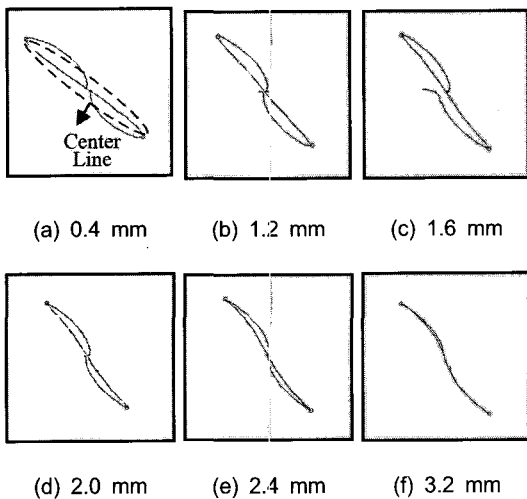 Center
Line
(a) 0.4 mm
(b) 1.2 mm
(c) 1.6 mm
(d) 2.0 mm
(e) 2.4 mm
(f) 3.2 mm